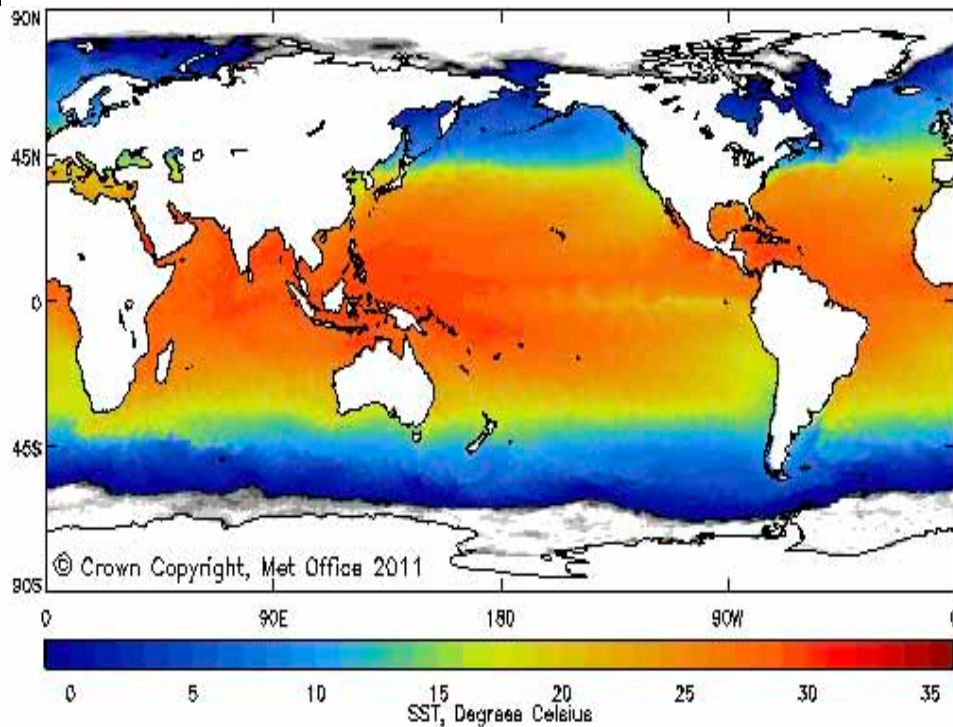 90N
45N
0
45S
© Crown Copyright, Met Office 2011
90S
0 90E 180 90W 0
0 5 10 15 20 25 30 35
SST, Degrees Celsius